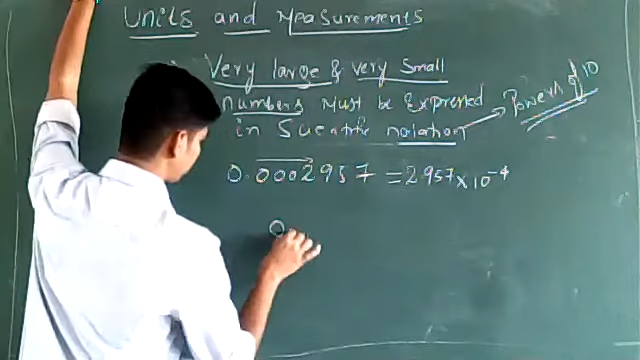 Units and Measurements
Very large & very Small
numbers Must be Expressed
in Scientific notation → Powers of 10
0.0002957 = 2.957 × 10⁻⁴
0